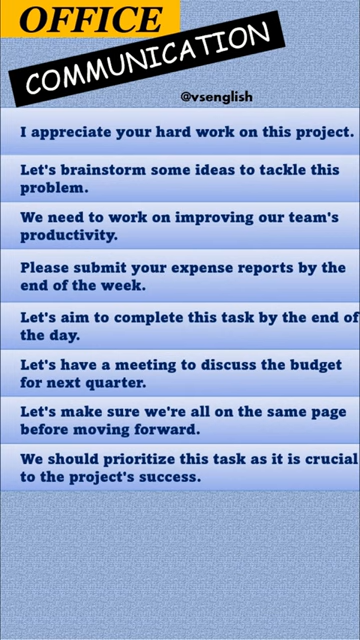 OFFICE
COMMUNICATION
@vsenglish
I appreciate your hard work on this project.
Let's brainstorm some ideas to tackle this
problem.
We need to work on improving our team's
productivity.
Please submit your expense reports by the
end of the week.
Let's aim to complete this task by the end of
the day.
Let's have a meeting to discuss the budget
for next quarter.
Let's make sure we're all on the same page
before moving forward.
We should prioritize this task as it is crucial
to the project's success.